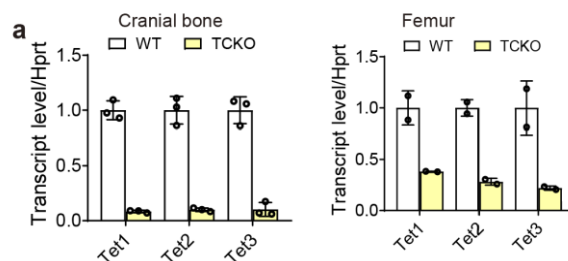 a
Cranial bone
WT TCKO
Transcript level/Hprt
1.5
1.0
0.5
0.0
Tet1 Tet2 Tet3
Femur
WT TCKO
Transcript level/Hprt
1.5
1.0
0.5
0.0
Tet1 Tet2 Tet3